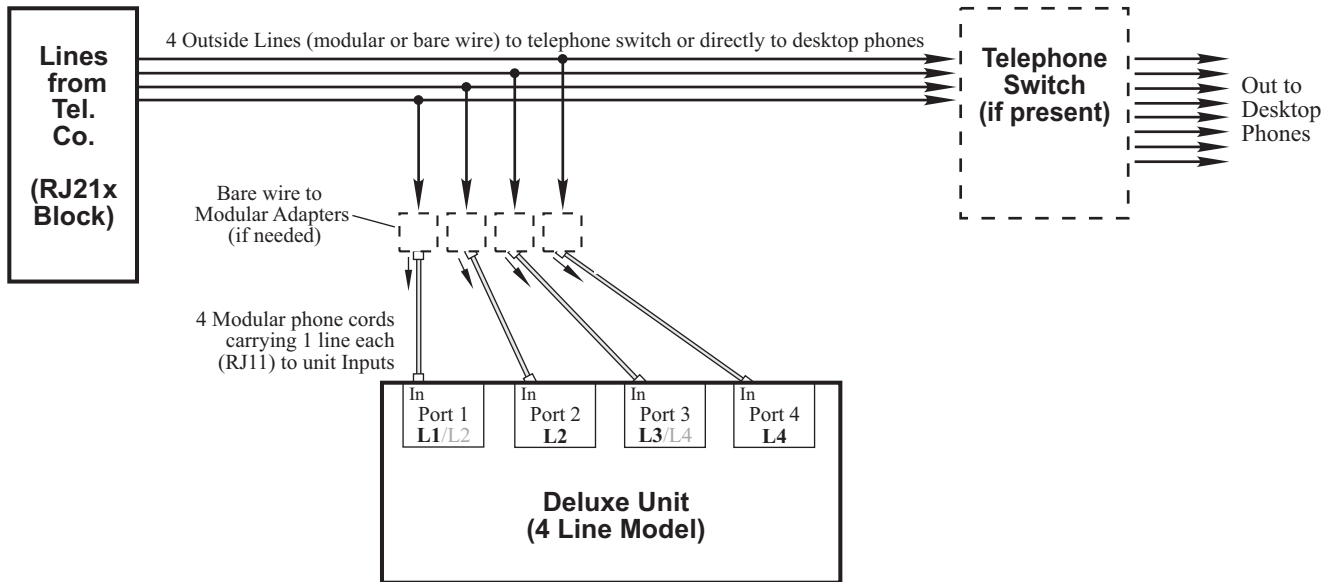 Lines
from
Tel.
Co.
(RJ21x
Block)
4 Outside Lines (modular or bare wire) to telephone switch or directly to desktop phones
Telephone
Switch
(if present)
Out to
Desktop
Phones
Bare wire to
Modular Adapters
(if needed)
4 Modular phone cords
carrying 1 line each
(RJ11) to unit Inputs
In
Port 1
L1/L2
In
Port 2
L2
In
Port 3
L3/L4
In
Port 4
L4
Deluxe Unit
(4 Line Model)